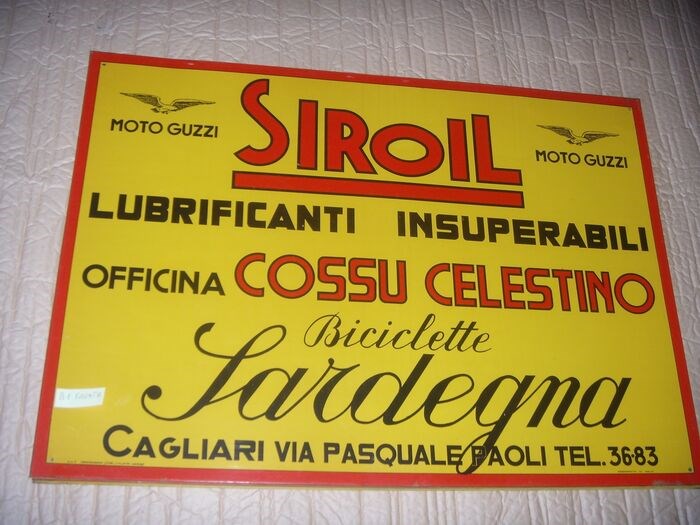 SIROIL
MOTO GUZZI
MOTO GUZZI
LUBRIFICANTI INSUPERABILI
OFFICINA COSSU CELESTINO
Biciclette
Sardegna
CAGLIARI VIA PASQUALE PAOLI TEL. 36-83